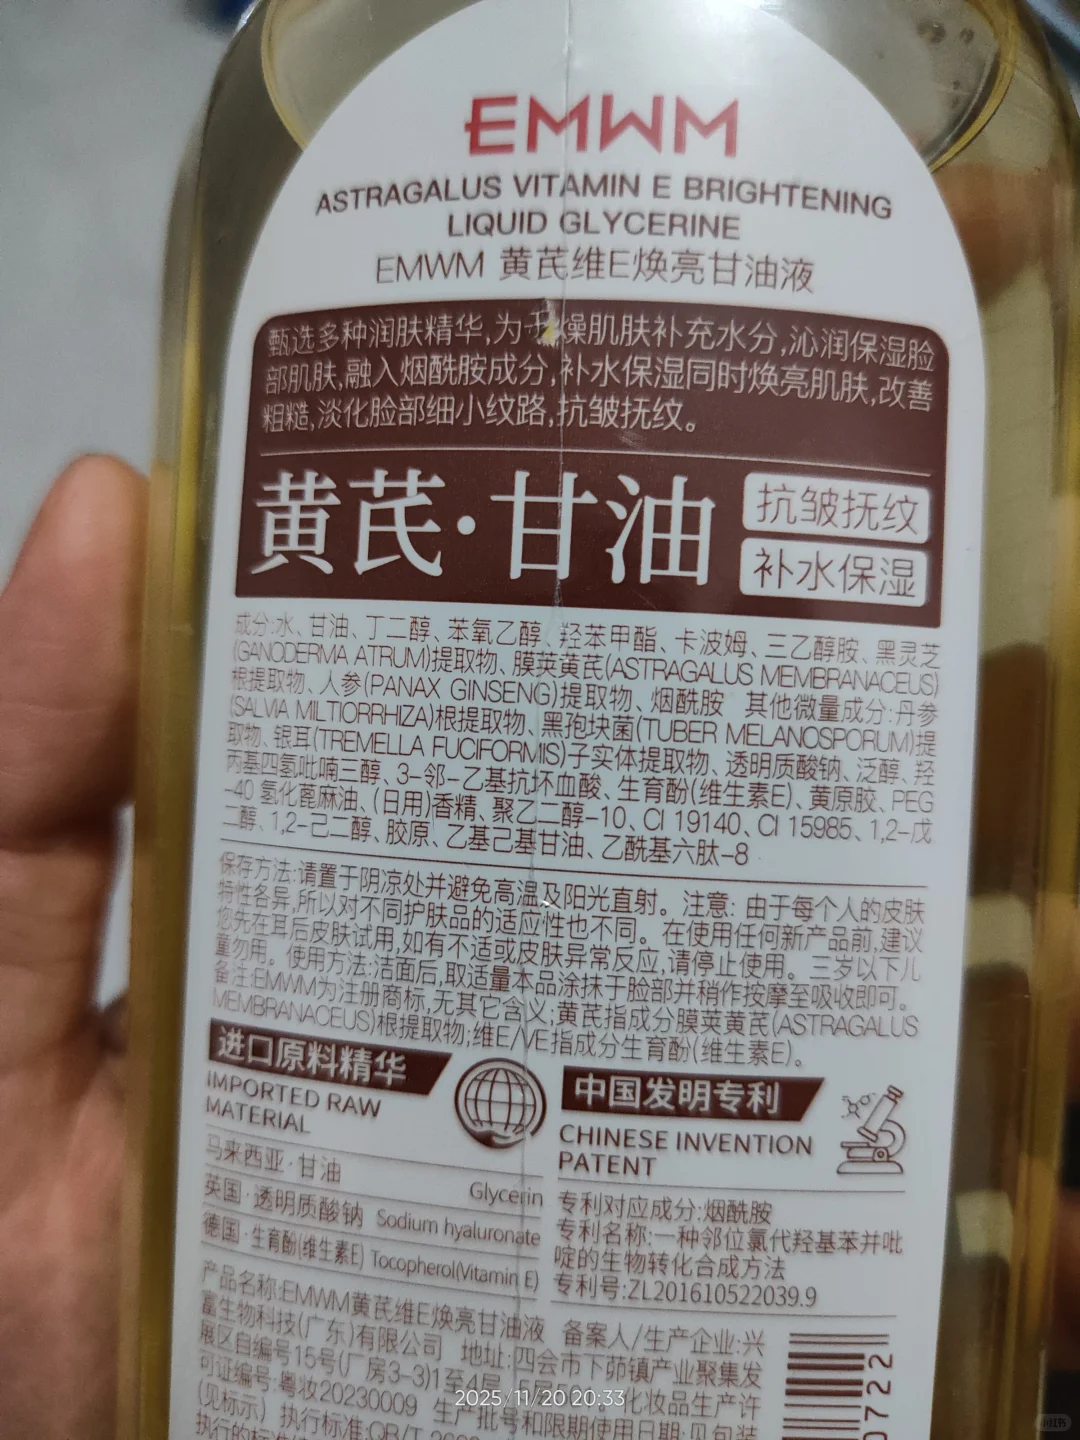 EMWM
ASTRAGALUS VITAMIN E BRIGHTENING
LIQUID GLYCERINE
EMWM 黄芪维E焕亮甘油液
甄选多种润肤精华,为干燥肌肤补充水分,沁润保湿脸
部肌肤,融入烟酰胺成分,补水保湿同时焕亮肌肤,改善
粗糙,淡化脸部细小纹路,抗皱抚纹。
黄芪·甘油
抗皱抚纹
补水保湿
成分:水、甘油、丁二醇、苯氧乙醇、羟苯甲酯、卡波姆、三乙醇胺、黑灵芝
(GANODERMA ATRUM)提取物、膜荚黄芪(ASTRAGALUS MEMBRANACEUS)
根提取物、人参(PANAX GINSENG)提取物、烟酰胺 其他微量成分:丹参
(SALVIA MILTIORRHIZA)根提取物、黑孢块菌(TUBER MELANOSPORUM)提
取物、银耳(TREMELLA FUCIFORMIS)子实体提取物、透明质酸钠、泛醇、羟
丙基四氢吡喃三醇、3-邻-乙基抗坏血酸、生育酚(维生素E)、黄原胶、PEG
-40 氢化蓖麻油、(日用)香精、聚乙二醇-10、CI 19140、CI 15985、1,2-戊
二醇、1,2-己二醇、胶原、乙基己基甘油、乙酰基六肽-8
保存方法:请置于阴凉处并避免高温及阳光直射。注意: 由于每个人的皮肤
特性各异,所以对不同护肤品的适应性也不同。在使用任何新产品前,建议
您先在耳后皮肤试用,如有不适或皮肤异常反应,请停止使用。三岁以下儿
童勿用。使用方法:洁面后,取适量本品涂抹于脸部并稍作按摩至吸收即可。
备注:EMWM为注册商标,无其它含义;黄芪指成分膜荚黄芪(ASTRAGALUS
MEMBRANACEUS)根提取物;维E/VE指成分生育酚(维生素E)。
进口原料精华
IMPORTED RAW
MATERIAL
马来西亚·甘油 Glycerin
英国·透明质酸钠 Sodium hyaluronate
德国·生育酚(维生素E) Tocopherol(Vitamin E)
中国发明专利
CHINESE INVENTION
PATENT
专利对应成分:烟酰胺
专利名称:一种邻位氯代羟基苯并吡
啶的生物转化合成方法
专利号:ZL201610522039.9
产品名称:EMWM黄芪维E焕亮甘油液 备案人/生产企业:兴
富生物科技(广东)有限公司 地址:四会市下茆镇产业聚集发
展区自编号15号(厂房3-3)1至4层 化妆品生产许
可证编号:粤妆20230009 生产批号和限期使用日期:见包装
(见标示) 执行标准:QB/T
执行的标准
0722
2025/11/20 20:33
小红书